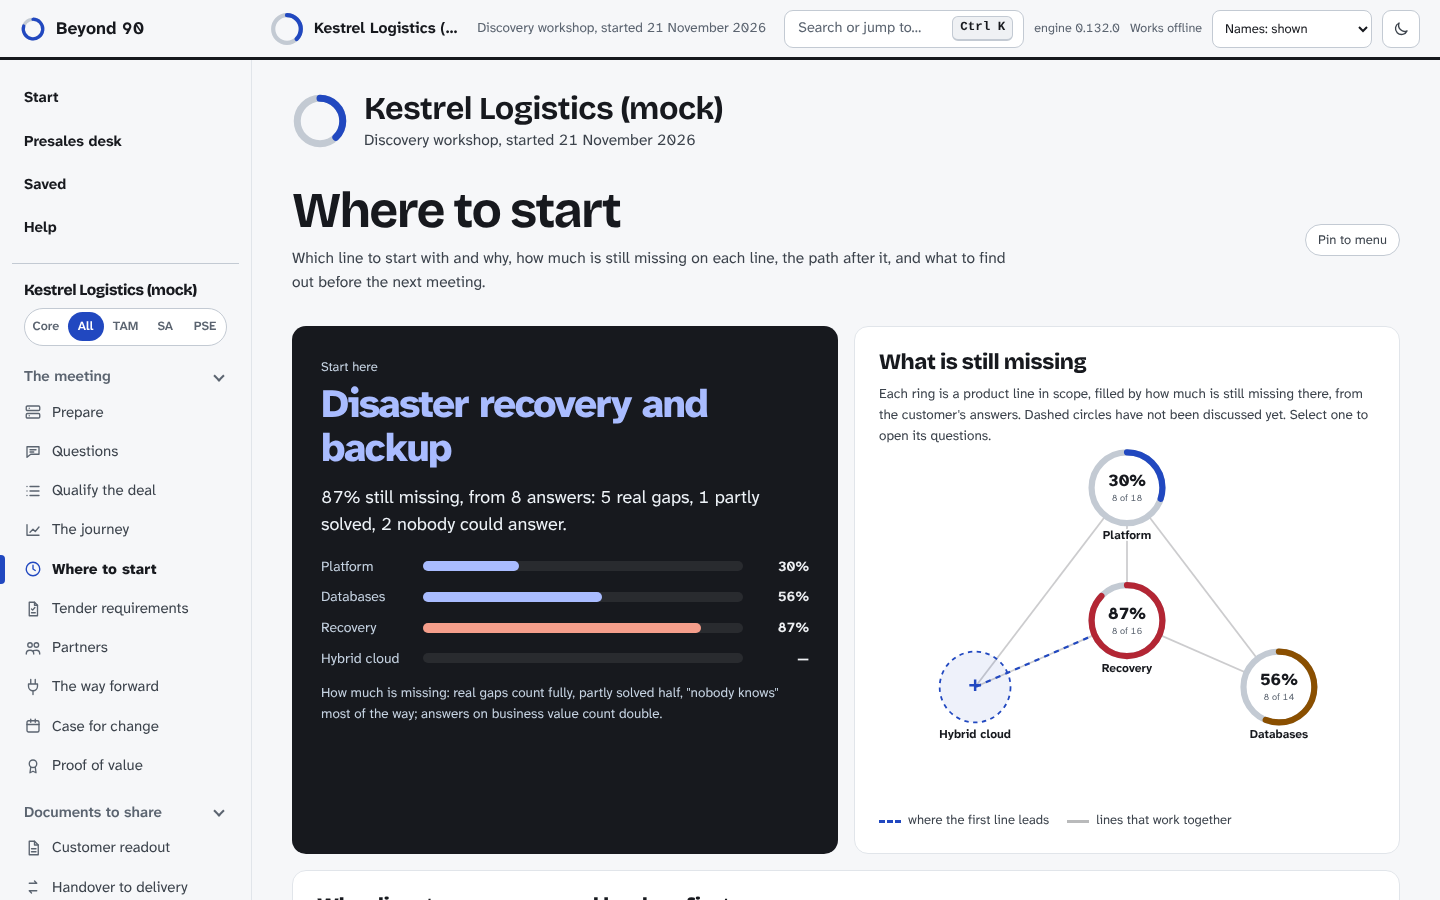 Beyond 90
Kestrel Logistics (...
Discovery workshop, started 21 November 2026
Search or jump to...
Ctrl K
engine 0.132.0
Works offline
Names: shown
Start
Presales desk
Saved
Help
Kestrel Logistics (mock)
Core
All
TAM
SA
PSE
The meeting
Prepare
Questions
Qualify the deal
The journey
Where to start
Tender requirements
Partners
The way forward
Case for change
Proof of value
Documents to share
Customer readout
Handover to delivery
Kestrel Logistics (mock)
Discovery workshop, started 21 November 2026
Where to start
Which line to start with and why, how much is still missing on each line, the path after it, and what to find
out before the next meeting.
Pin to menu
Start here
Disaster recovery and
backup
87% still missing, from 8 answers: 5 real gaps, 1 partly
solved, 2 nobody could answer.
Platform 30%
Databases 56%
Recovery 87%
Hybrid cloud —
How much is missing: real gaps count fully, partly solved half, "nobody knows"
most of the way; answers on business value count double.
What is still missing
Each ring is a product line in scope, filled by how much is still missing there, from
the customer's answers. Dashed circles have not been discussed yet. Select one to
open its questions.
30%
8 of 18
Platform
87%
8 of 16
Recovery
+
Hybrid cloud
56%
8 of 14
Databases
where the first line leads
lines that work together